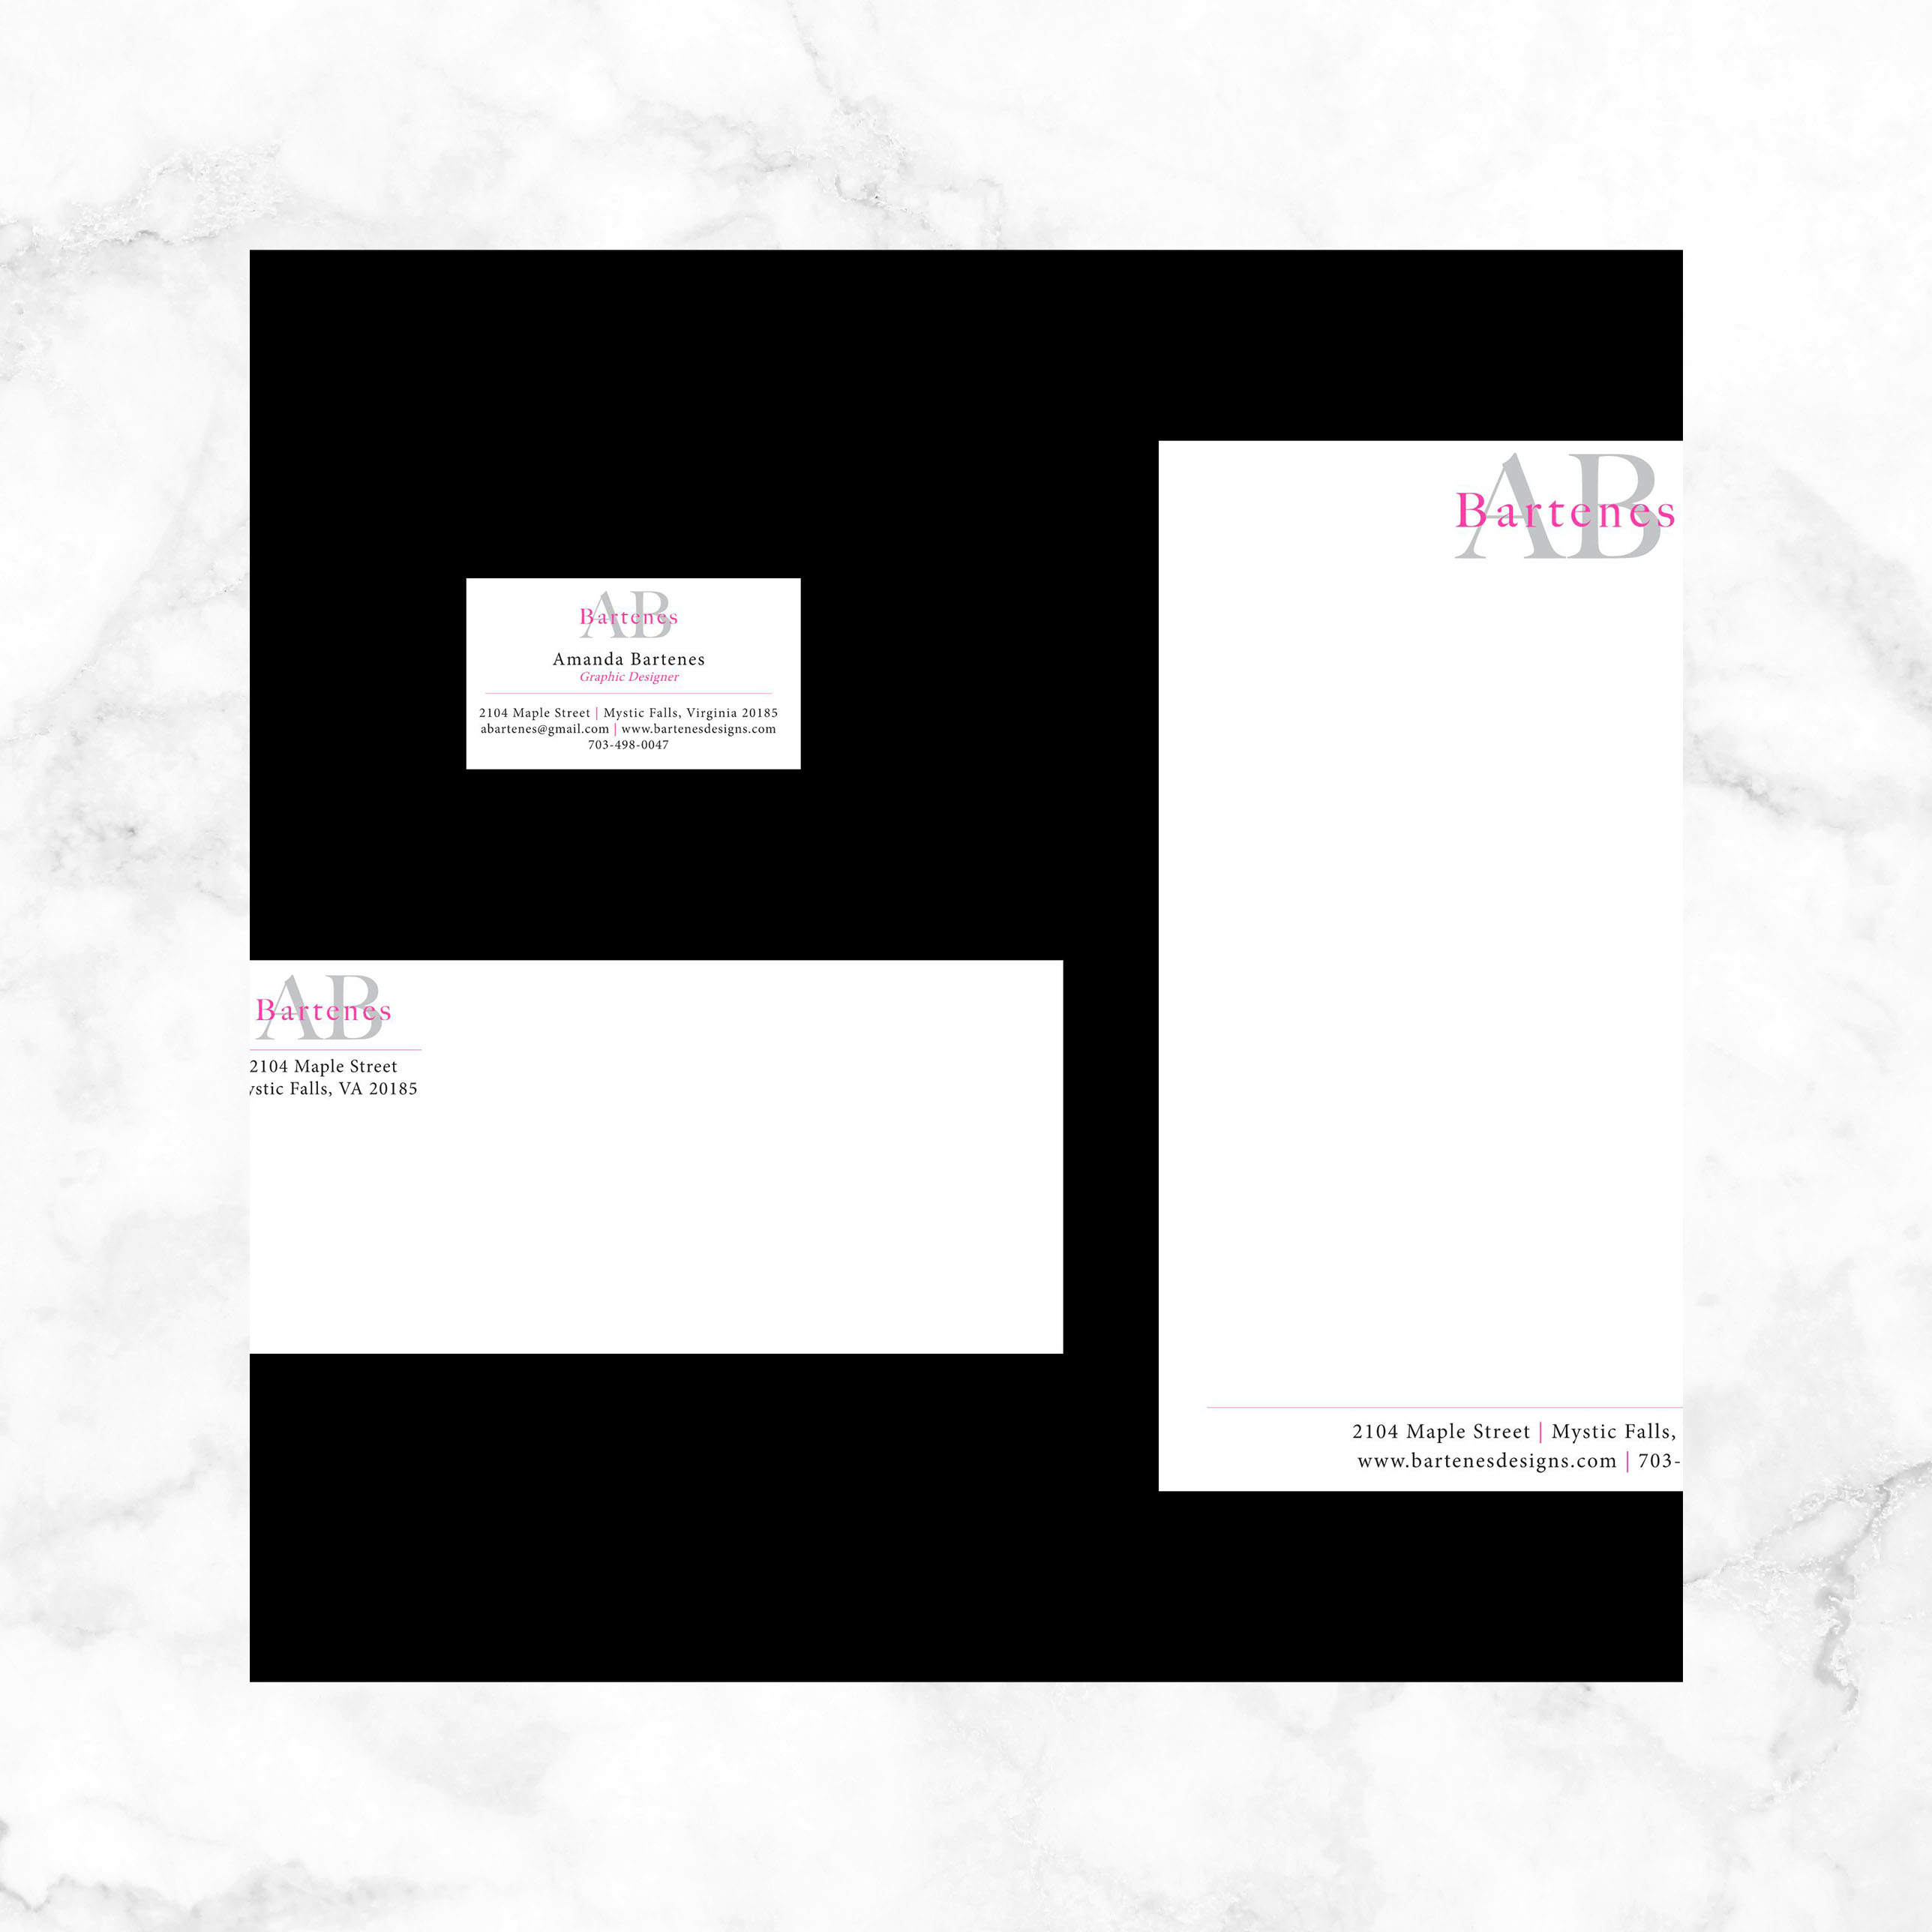 AB
Bartenes
Amanda Bartenes
Graphic Designer
2104 Maple Street | Mystic Falls, Virginia 20185
abartenes@gmail.com | www.bartenesdesigns.com
703-498-0047
AB
Bartenes
2104 Maple Street
ystic Falls, VA 20185
AB
Bartenes
2104 Maple Street | Mystic Falls,
www.bartenesdesigns.com | 703-